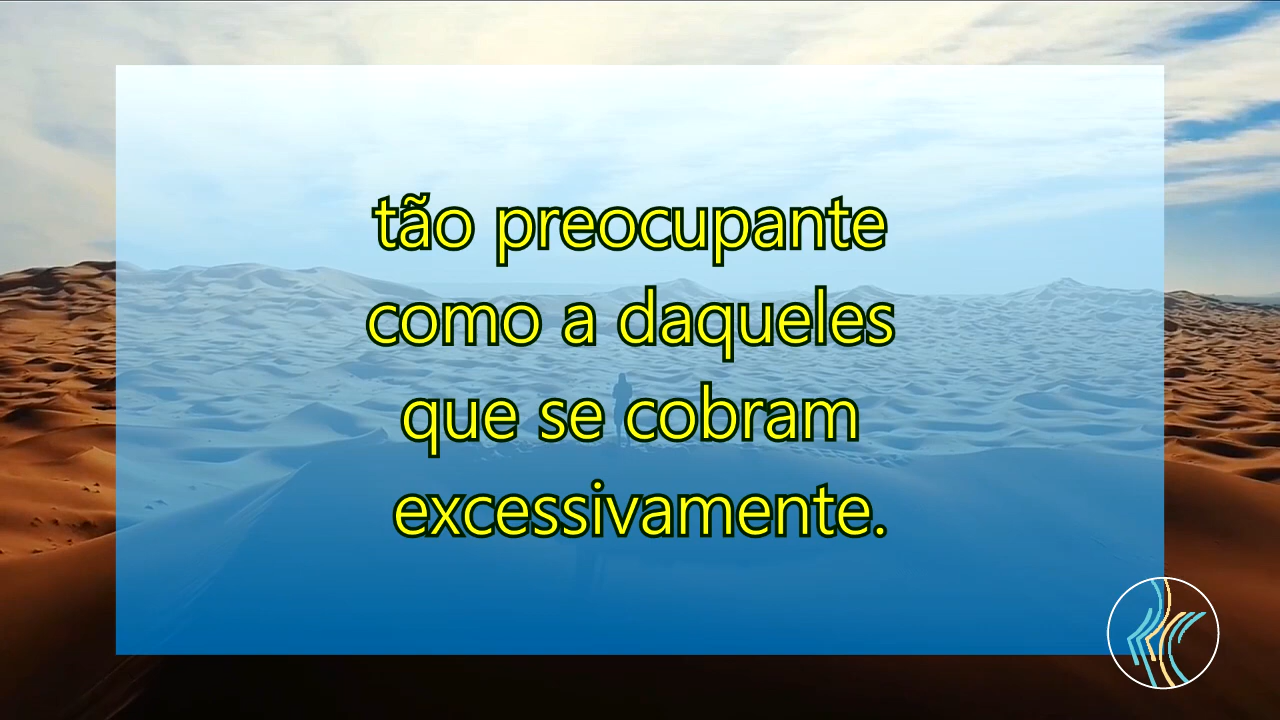 tão preocupante
como a daqueles
que se cobram
excessivamente.